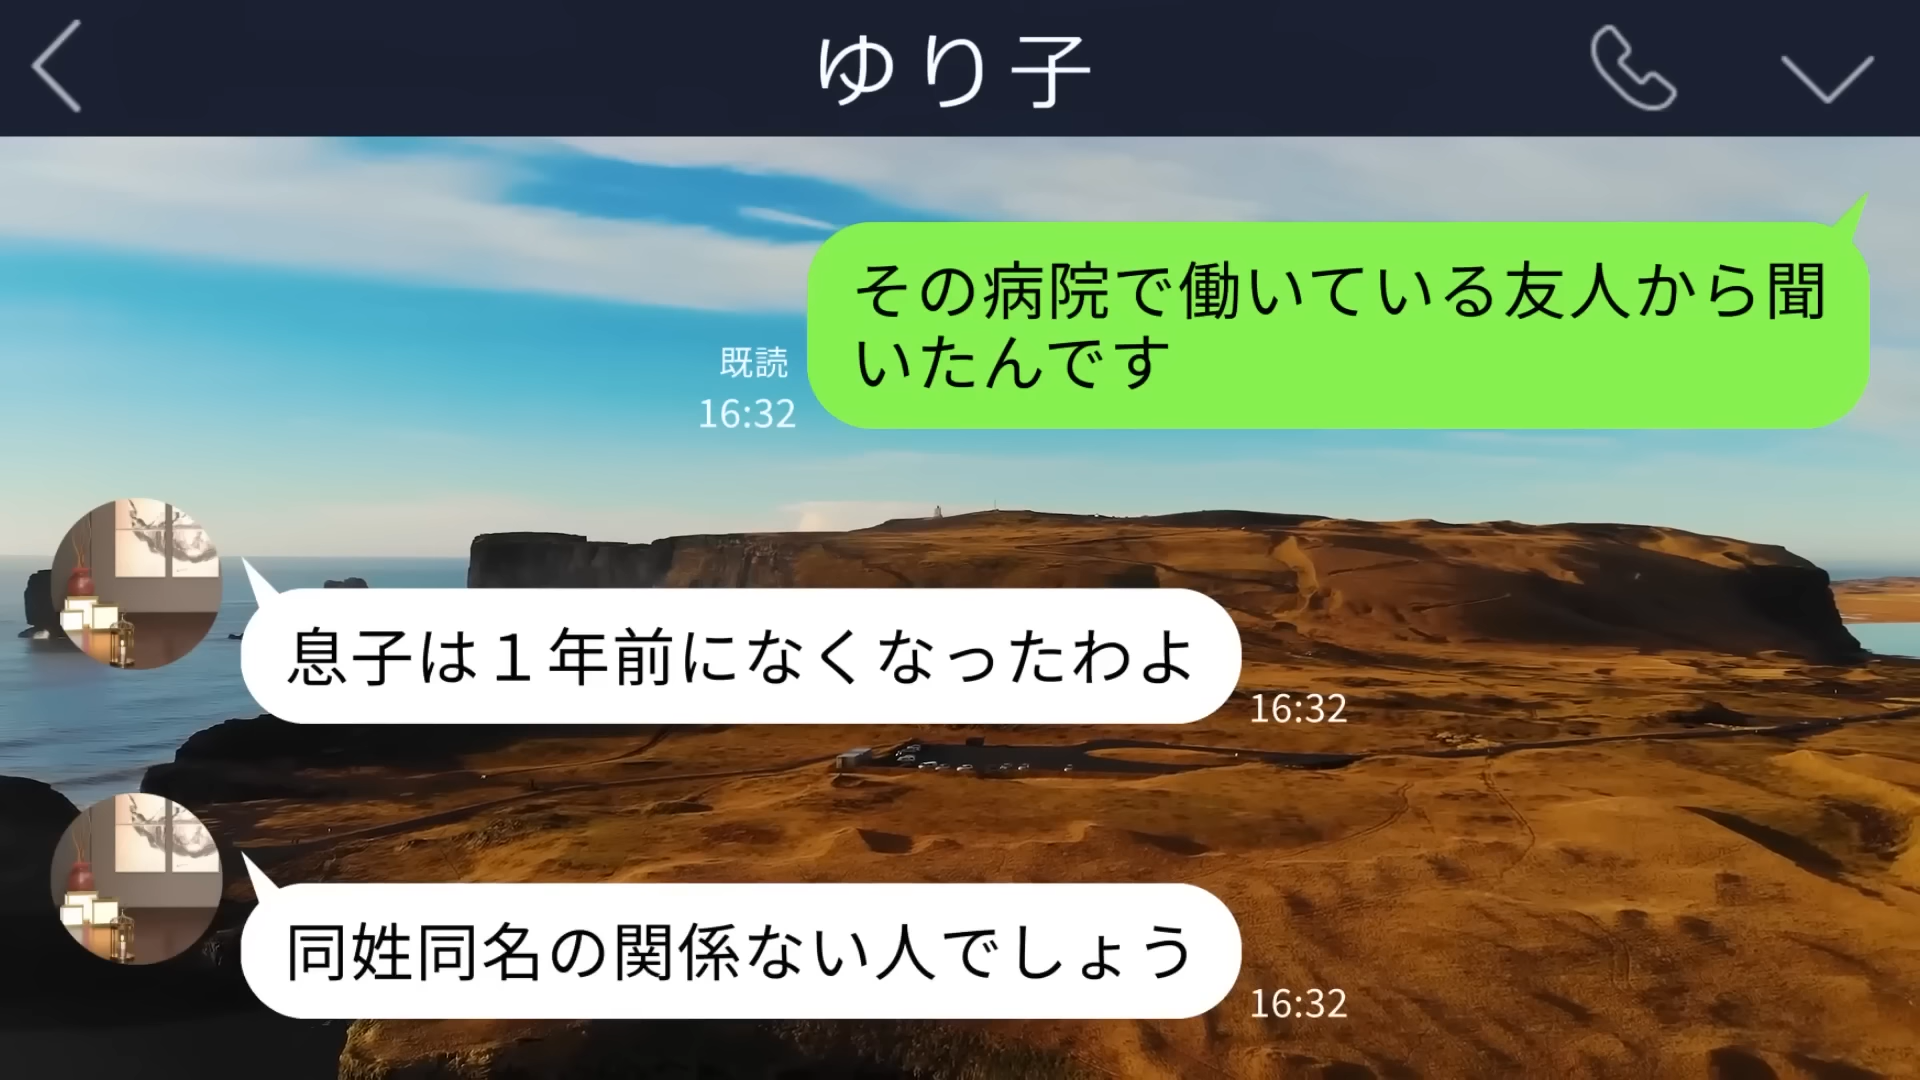 ゆり子
その病院で働いている友人から聞
いたんです
既読
16:32
息子は１年前になくなったわよ
16:32
同姓同名の関係ない人でしょう
16:32